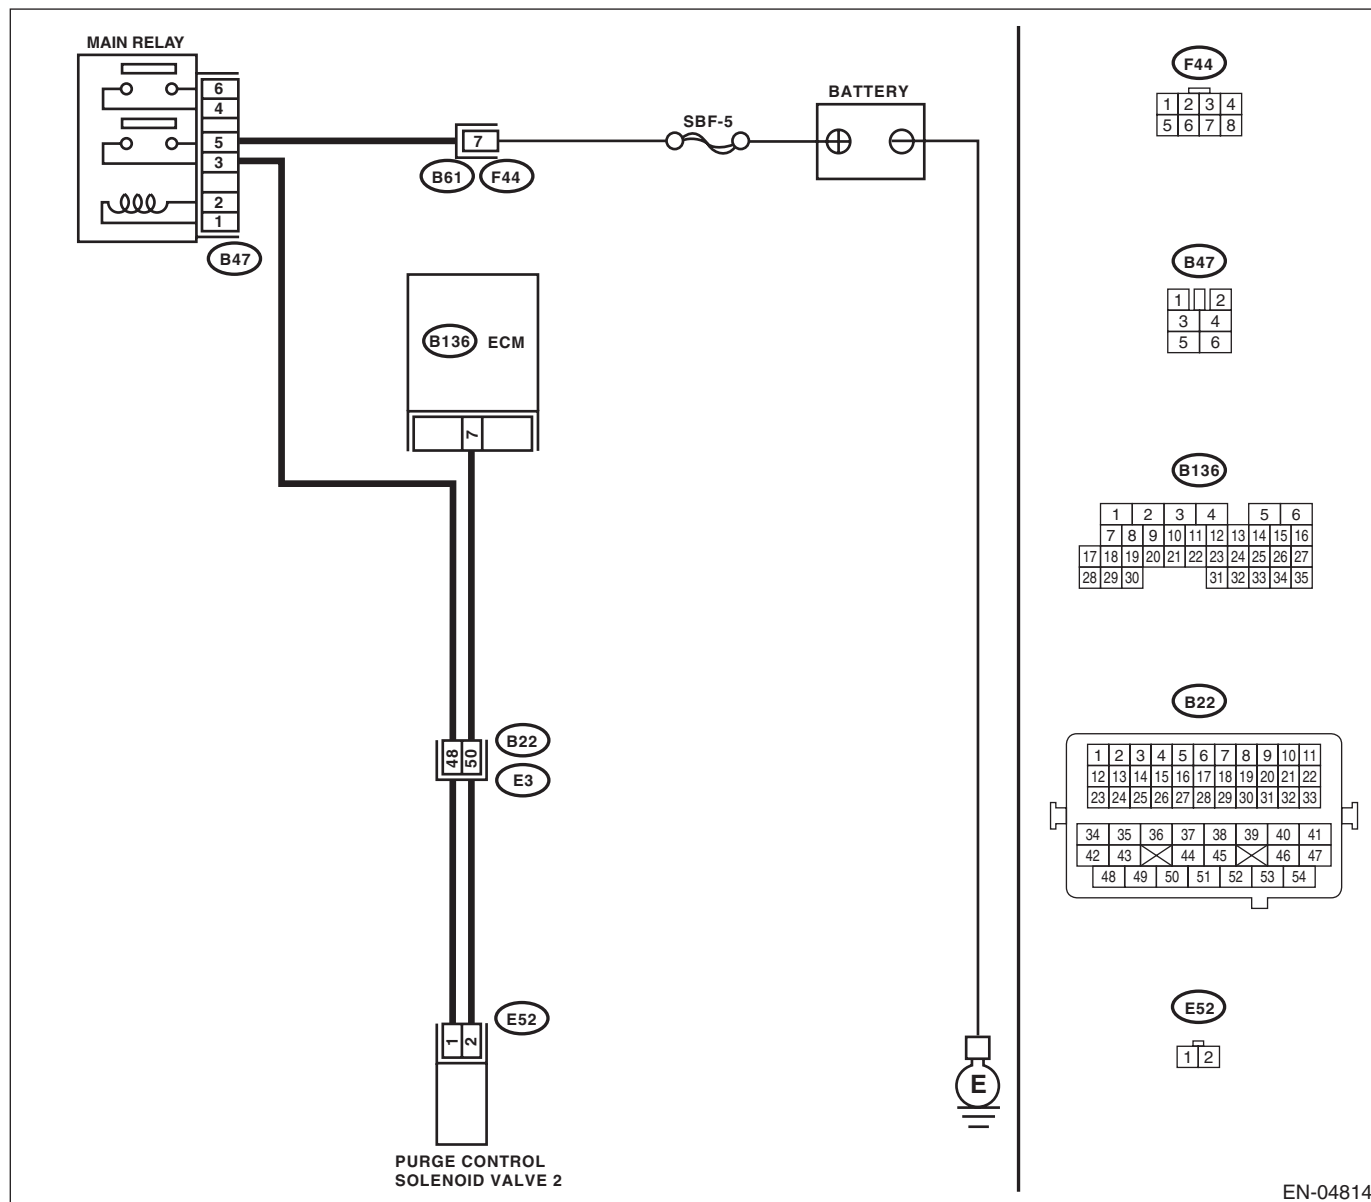 MAIN RELAY
6
4
5
3
2
1
B47
7
B61 F44
SBF-5
BATTERY
B136 ECM
7
48 50
B22
E3
1 2
E52
PURGE CONTROL
SOLENOID VALVE 2
E
F44
1 2 3 4
5 6 7 8
B47
1 2
3 4
5 6
B136
1 2 3 4 5 6
7 8 9 10 11 12 13 14 15 16
17 18 19 20 21 22 23 24 25 26 27
28 29 30 31 32 33 34 35
B22
1 2 3 4 5 6 7 8 9 10 11
12 13 14 15 16 17 18 19 20 21 22
23 24 25 26 27 28 29 30 31 32 33
34 35 36 37 38 39 40 41
42 43 44 45 46 47
48 49 50 51 52 53 54
E52
1 2
EN-04814